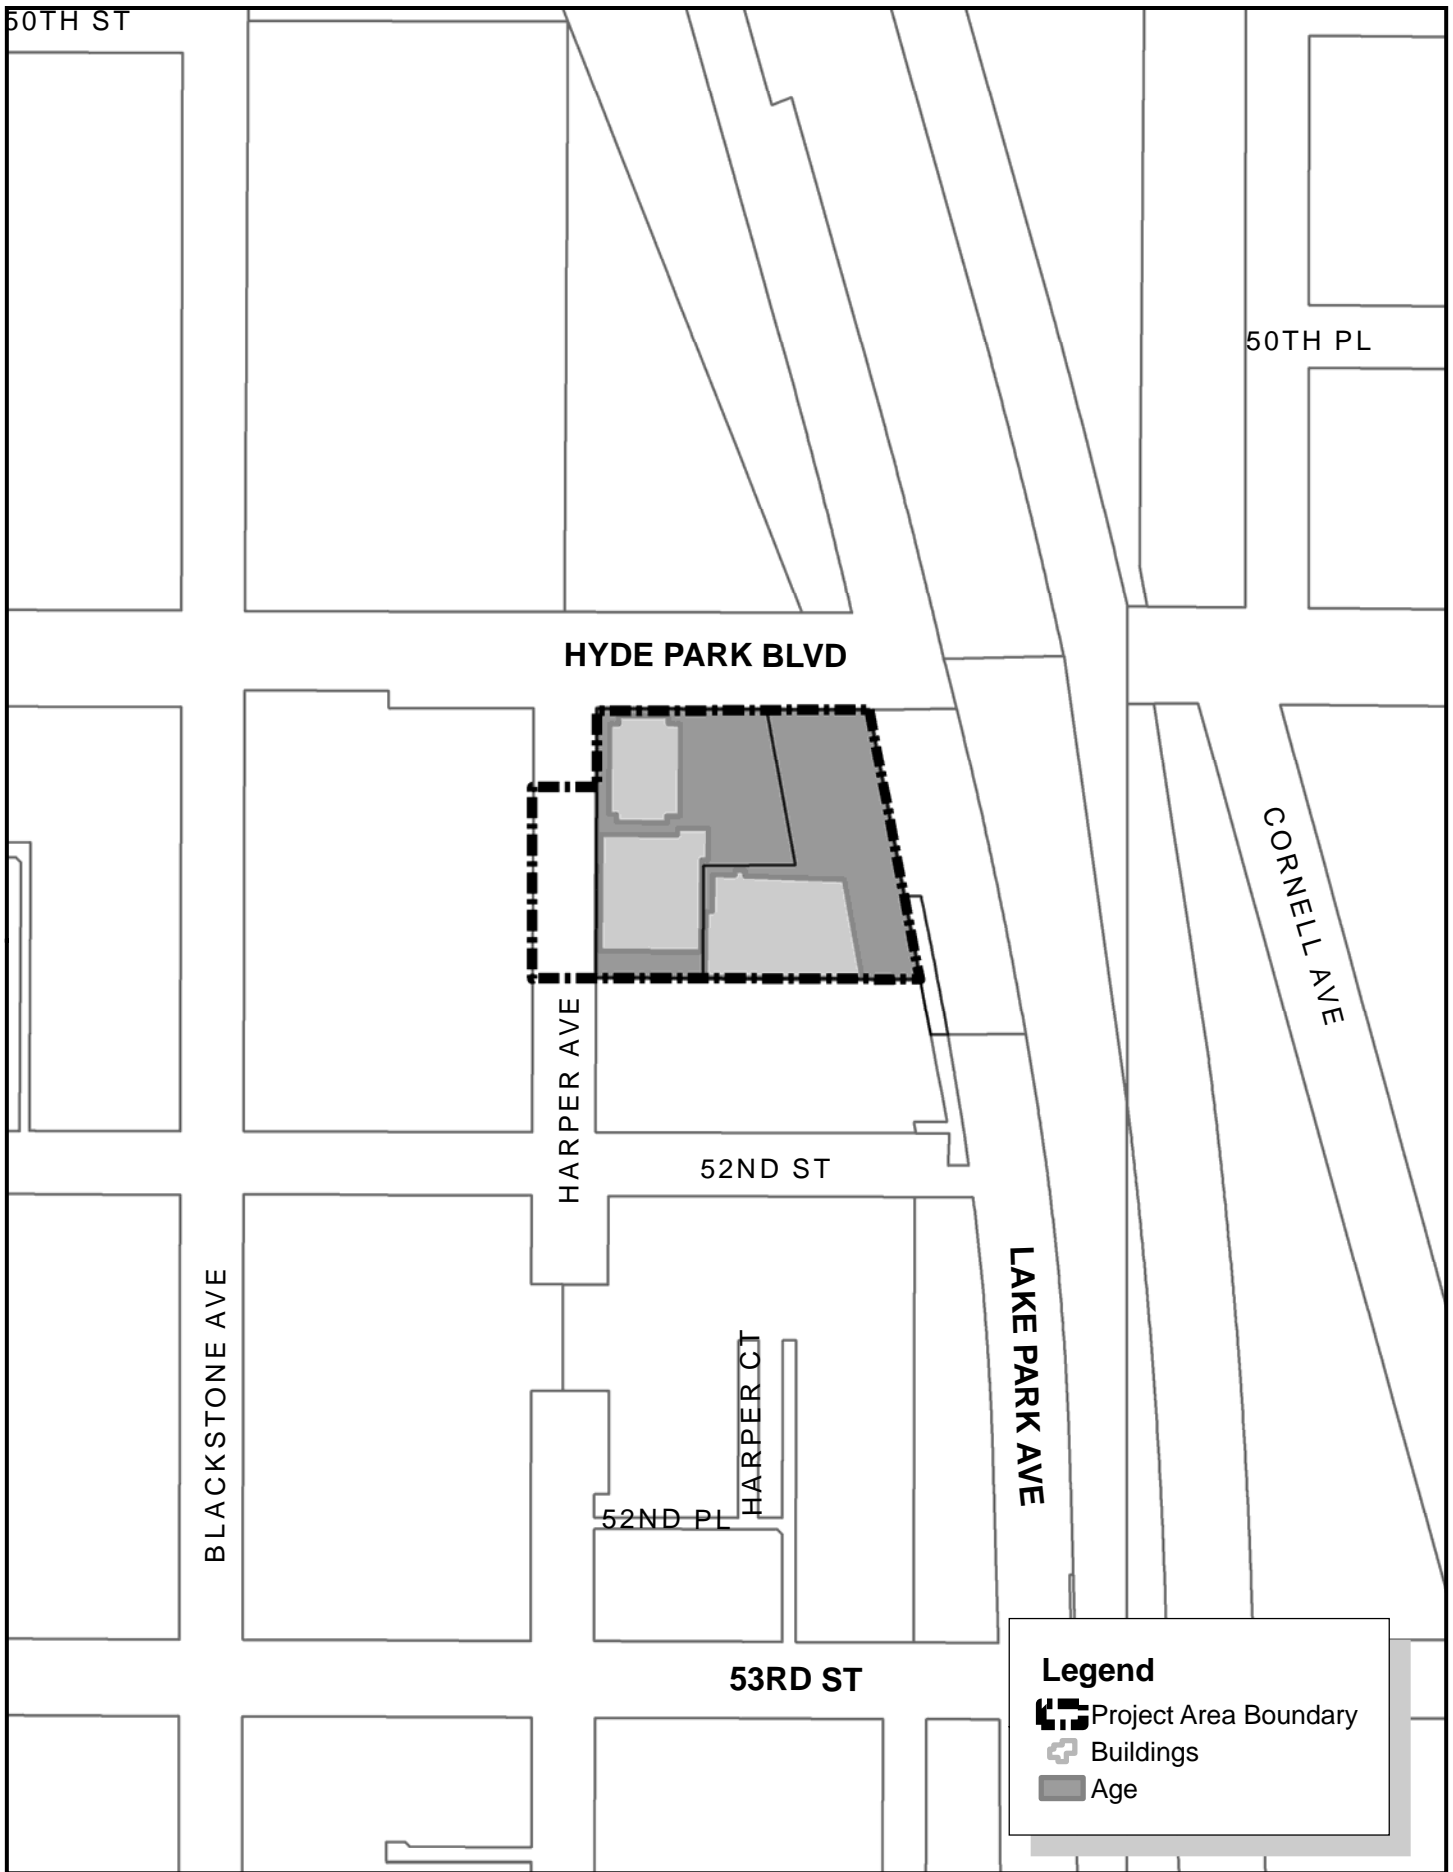 50TH ST
50TH PL
HYDE PARK BLVD
CORNELL AVE
HARPER AVE
52ND ST
LAKE PARK AVE
BLACKSTONE AVE
HARPER CT
52ND PL
53RD ST
Legend
Project Area Boundary
Buildings
Age